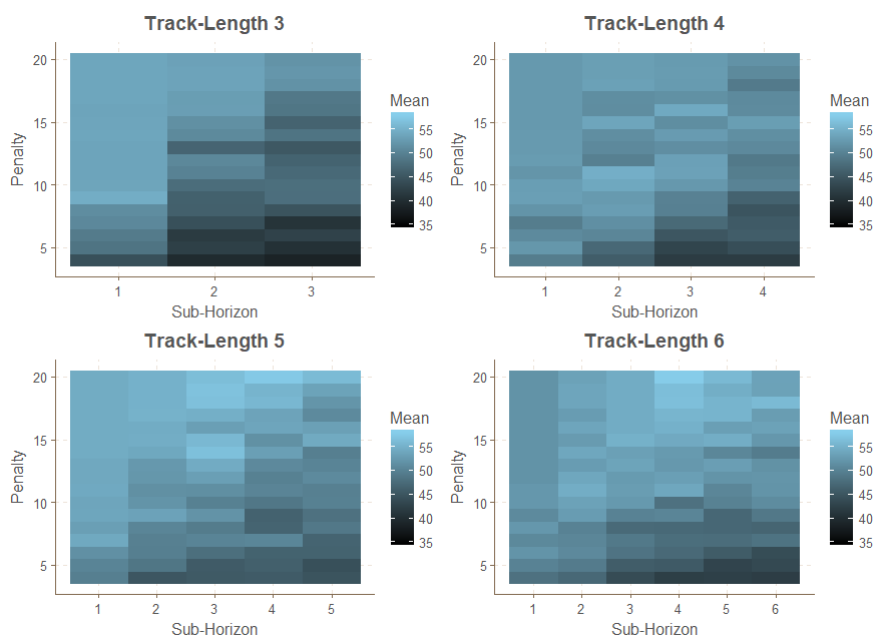 Track-Length 3
Penalty
20
15
10
5
1 2 3
Sub-Horizon
Mean
55
50
45
40
35
Track-Length 4
Penalty
20
15
10
5
1 2 3 4
Sub-Horizon
Mean
55
50
45
40
35
Track-Length 5
Penalty
20
15
10
5
1 2 3 4 5
Sub-Horizon
Mean
55
50
45
40
35
Track-Length 6
Penalty
20
15
10
5
1 2 3 4 5 6
Sub-Horizon
Mean
55
50
45
40
35